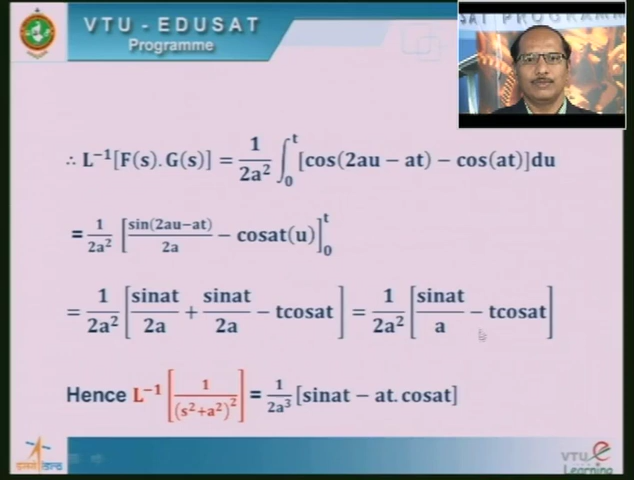 VTU - EDUSAT
Programme
SAT PROGRAMM
∴ L⁻¹[F(s).G(s)] = 1/2a² ∫₀ᵗ [cos(2au − at) − cos(at)]du
= 1/2a² [sin(2au−at)/2a − cosat(u)]₀ᵗ
= 1/2a² [sinat/2a + sinat/2a − tcosat] = 1/2a² [sinat/a − tcosat]
Hence L⁻¹ [1/(s²+a²)²] = 1/2a³ [sinat − at.cosat]
VTU e
Learning